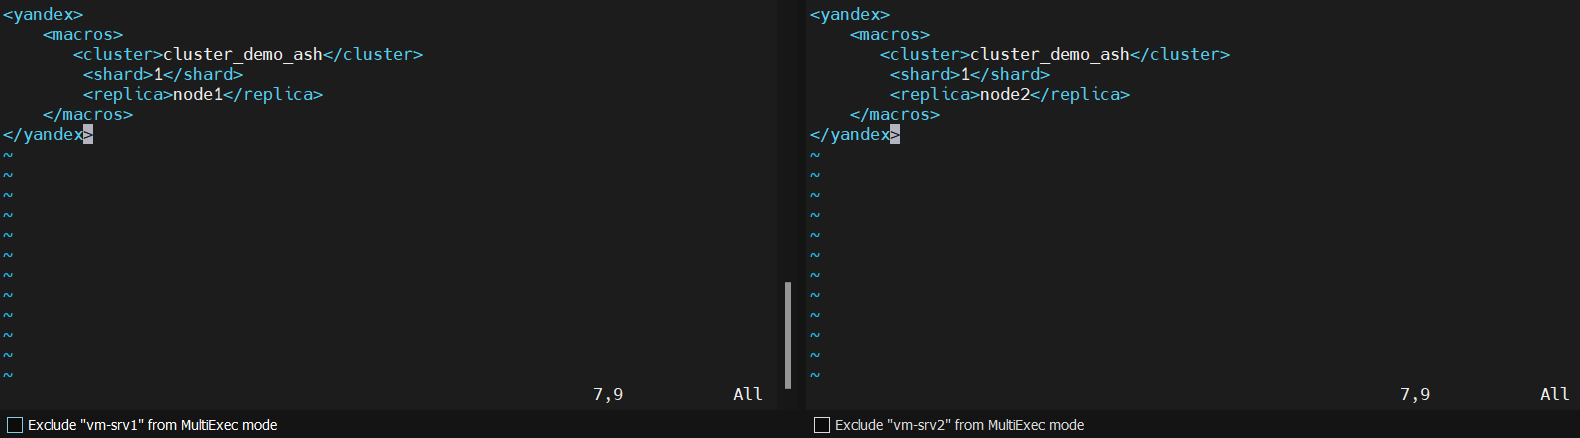 <yandex>
    <macros>
       <cluster>cluster_demo_ash</cluster>
        <shard>1</shard>
        <replica>node1</replica>
    </macros>
</yandex>
~
~
~
~
~
~
~
~
~
~
~
~
7,9 All
Exclude "vm-srv1" from MultiExec mode
<yandex>
    <macros>
       <cluster>cluster_demo_ash</cluster>
        <shard>1</shard>
        <replica>node2</replica>
    </macros>
</yandex>
~
~
~
~
~
~
~
~
~
~
~
~
7,9 All
Exclude "vm-srv2" from MultiExec mode